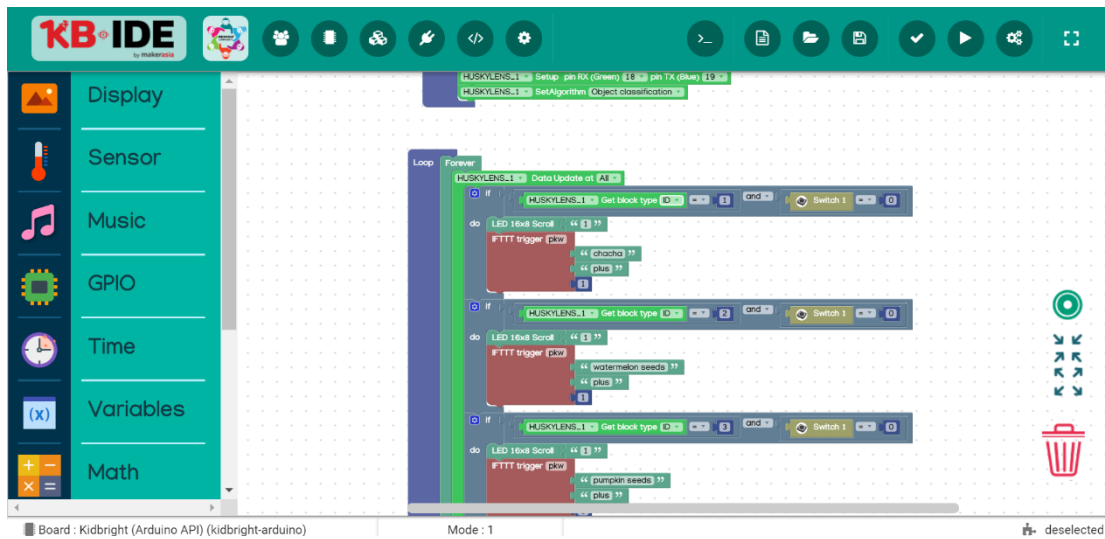 KB IDE
by makerasia
>_
</>
Display
Sensor
Music
GPIO
Time
Variables
(x)
Math
HUSKYLENS_1 Setup pin RX (Green) 18 pin TX (Blue) 19
HUSKYLENS_1 SetAlgorithm Object classification
Loop Forever
HUSKYLENS_1 Data Update at All
if HUSKYLENS_1 Get block type ID = 1 and Switch 1 = 0
do LED 16x8 Scroll “ 1 ”
IFTTT trigger pkw
“ chacha ”
“ plus ”
1
if HUSKYLENS_1 Get block type ID = 2 and Switch 1 = 0
do LED 16x8 Scroll “ 1 ”
IFTTT trigger pkw
“ watermelon seeds ”
“ plus ”
1
if HUSKYLENS_1 Get block type ID = 3 and Switch 1 = 0
do LED 16x8 Scroll “ 1 ”
IFTTT trigger pkw
“ pumpkin seeds ”
“ plus ”
Board : Kidbright (Arduino API) (kidbright-arduino)
Mode : 1
deselected